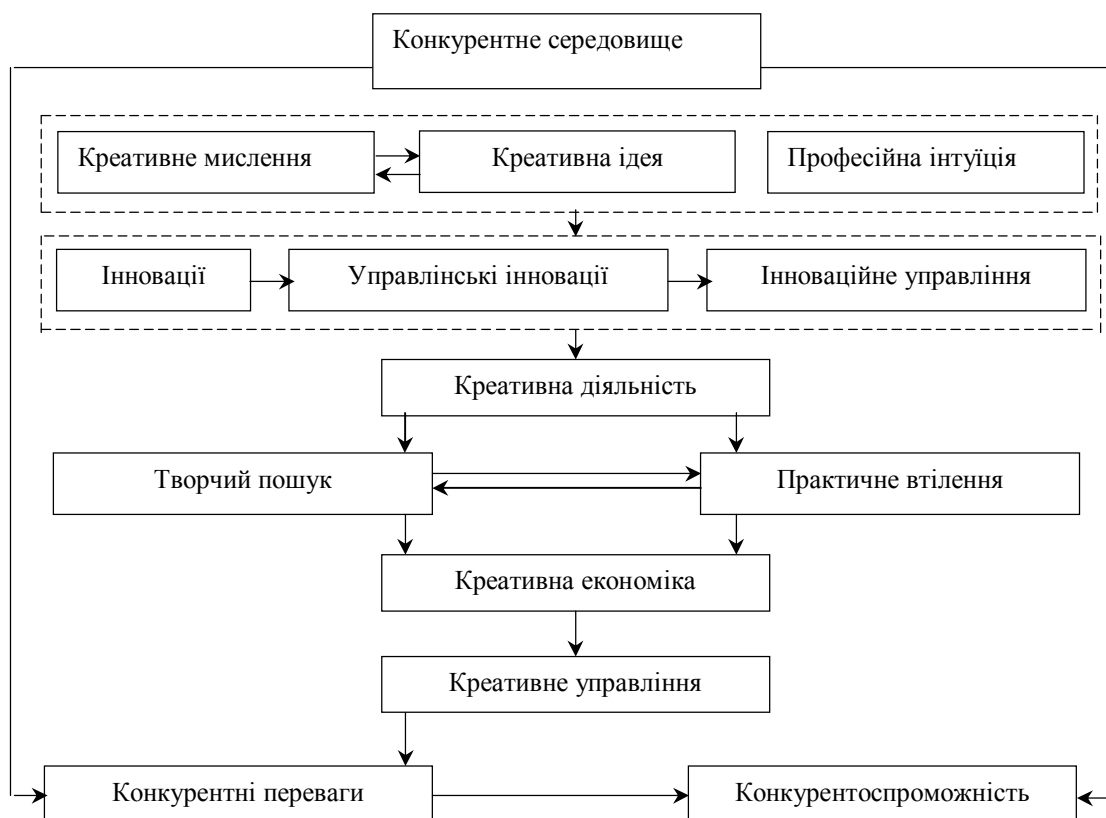 Конкурентне середовище
Креативне мислення
Креативна ідея
Професійна інтуїція
Інновації
Управлінські інновації
Інноваційне управління
Креативна діяльність
Творчий пошук
Практичне втілення
Креативна економіка
Креативне управління
Конкурентні переваги
Конкурентоспроможність